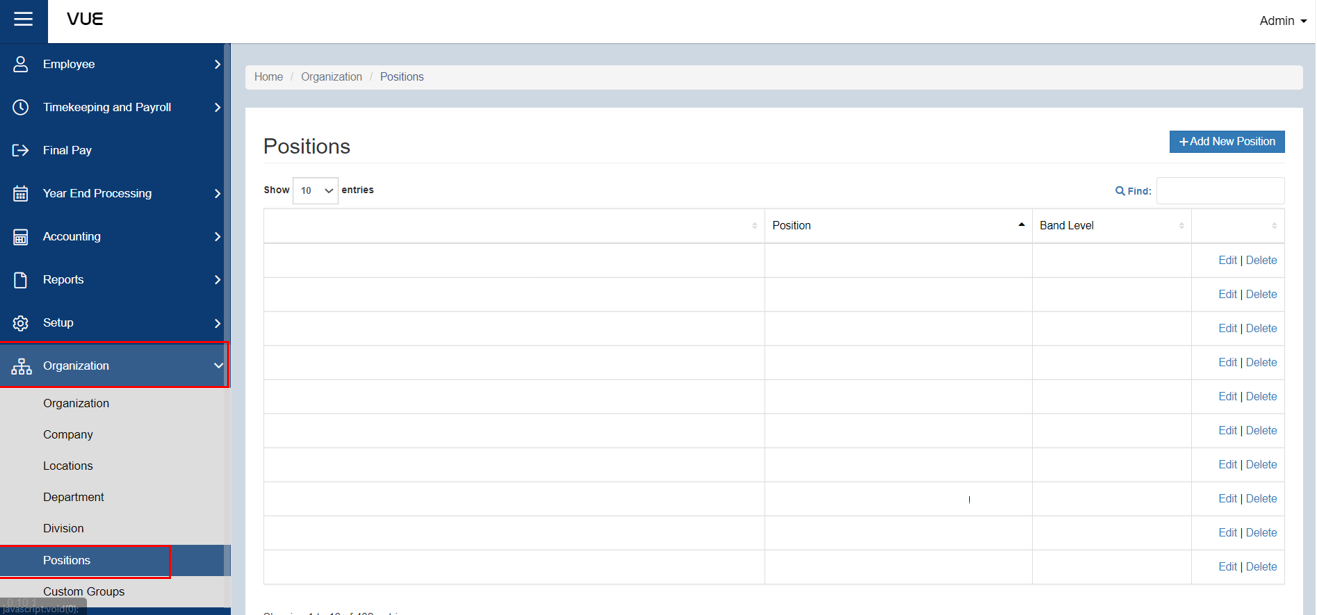 VUE
Admin
Employee
Timekeeping and Payroll
Final Pay
Year End Processing
Accounting
Reports
Setup
Organization
Organization
Company
Locations
Department
Division
Positions
Custom Groups
javascript:void(0);
Home / Organization / Positions
Positions
+Add New Position
Show 10 entries
Find:
Position Band Level
Edit | Delete
Edit | Delete
Edit | Delete
Edit | Delete
Edit | Delete
Edit | Delete
Edit | Delete
Edit | Delete
Edit | Delete
Edit | Delete